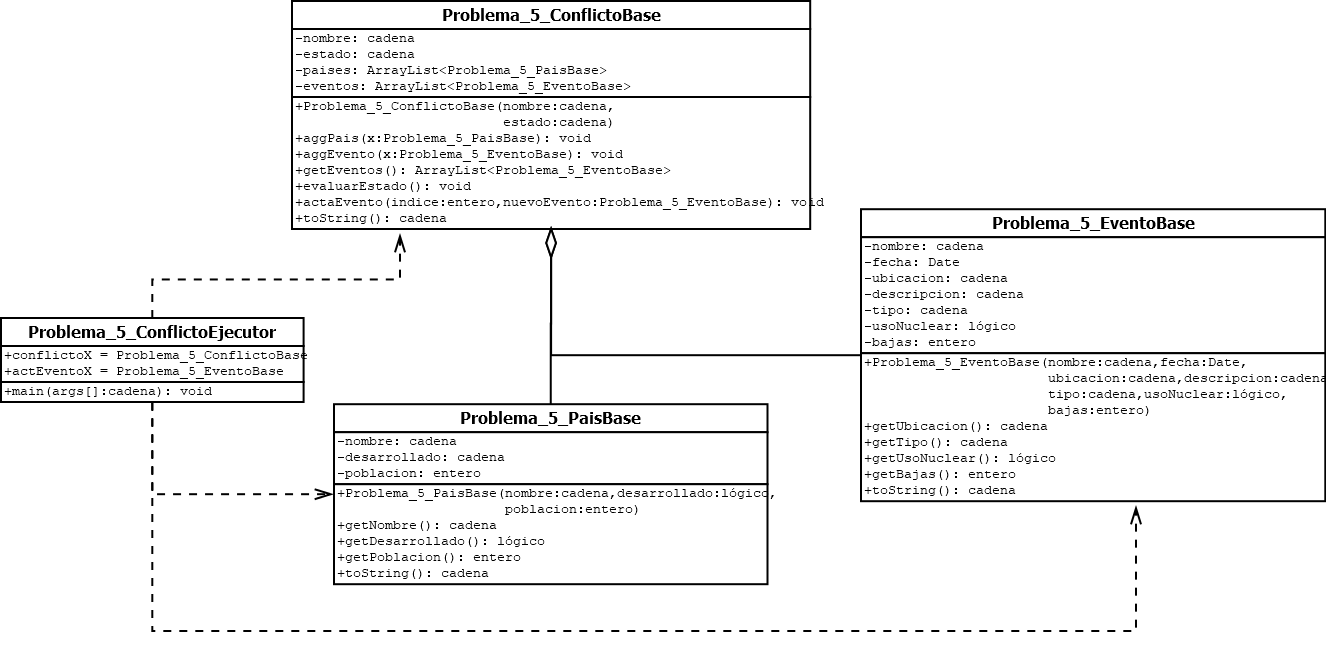 Problema_5_ConflictoBase
-nombre: cadena
-estado: cadena
-paises: ArrayList<Problema_5_PaisBase>
-eventos: ArrayList<Problema_5_EventoBase>
+Problema_5_ConflictoBase(nombre:cadena,
estado:cadena)
+aggPais(x:Problema_5_PaisBase): void
+aggEvento(x:Problema_5_EventoBase): void
+getEventos(): ArrayList<Problema_5_EventoBase>
+evaluarEstado(): void
+actaEvento(indice:entero,nuevoEvento:Problema_5_EventoBase): void
+toString(): cadena
Problema_5_EventoBase
-nombre: cadena
-fecha: Date
-ubicacion: cadena
-descripcion: cadena
-tipo: cadena
-usoNuclear: lógico
-bajas: entero
+Problema_5_EventoBase(nombre:cadena,fecha:Date,
ubicacion:cadena,descripcion:cadena
tipo:cadena,usoNuclear:lógico,
bajas:entero)
+getUbicacion(): cadena
+getTipo(): cadena
+getUsoNuclear(): lógico
+getBajas(): entero
+toString(): cadena
Problema_5_ConflictoEjecutor
+conflictoX = Problema_5_ConflictoBase
+actEventoX = Problema_5_EventoBase
+main(args[]:cadena): void
Problema_5_PaisBase
-nombre: cadena
-desarrollado: cadena
-poblacion: entero
+Problema_5_PaisBase(nombre:cadena,desarrollado:lógico,
poblacion:entero)
+getNombre(): cadena
+getDesarrollado(): lógico
+getPoblacion(): entero
+toString(): cadena